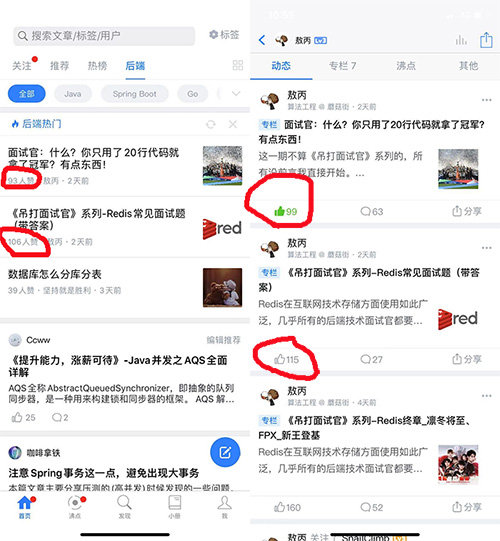 搜索文章/标签/用户
标签
关注
推荐
热榜
后端
全部
Java
Spring Boot
Go
后端热门
面试官：什么？你只用了20行代码就
拿了冠军？有点东西！
93人赞·敖丙·2天前
《吊打面试官》系列-Redis常见面试题
（带答案）
106人赞·敖丙·2天前
red
数据库怎么分库分表
39人赞·坚持就是胜利·3天前
Ccww
编辑推荐
《提升能力，涨薪可待》-Java并发之AQS全面
详解
AQS全称AbstractQueuedSynchronizer，即抽象的队列
同步器，是一种用来构建锁和同步器的框架。 AQS 解...
25
2
咖啡拿铁
注意Spring事务这一点，避免出现大事务
本篇文章主要分享压测的(高并发)时候发现的一些问题。
首页
沸点
发现
小册
我
10:55
敖丙
动态
专栏 7
沸点
其他
敖丙
算法工程 @ 蘑菇街·2天前
专栏 面试官：什么？你只用了20行代码就拿了冠军？
有点东西！
这一期不算《吊打面试官》系列的，所
有没前言我直接开始。...
99
63
分享
敖丙
算法工程 @ 蘑菇街·2天前
专栏 《吊打面试官》系列-Redis常见面试题（带答
案）
Redis在互联网技术存储方面使用如此广
泛，几乎所有的后端技术面试官都要...
red
115
27
分享
敖丙
算法工程 @ 蘑菇街·4天前
专栏 《吊打面试官》系列-Redis终章_凛冬将至、
FPX_新王登基
Redis在互联网技术存储方面使用如此广
泛，几乎所有的后端技术面试官都要...
160
52
分享
敖丙 关注了 SnailClimb